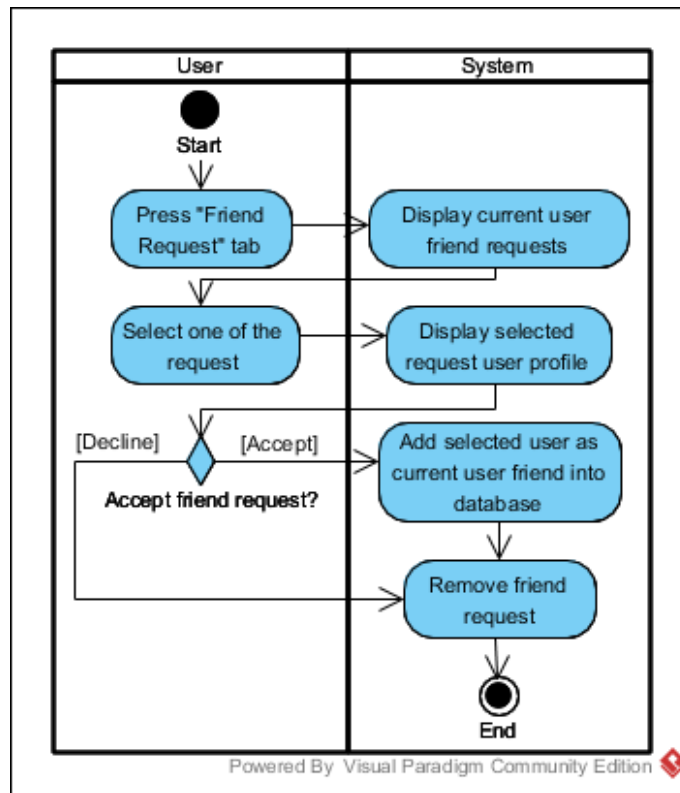 User
System
Start
Press "Friend
Request" tab
Display current user
friend requests
Select one of the
request
Display selected
request user profile
[Decline]
[Accept]
Accept friend request?
Add selected user as
current user friend into
database
Remove friend
request
End
Powered By Visual Paradigm Community Edition